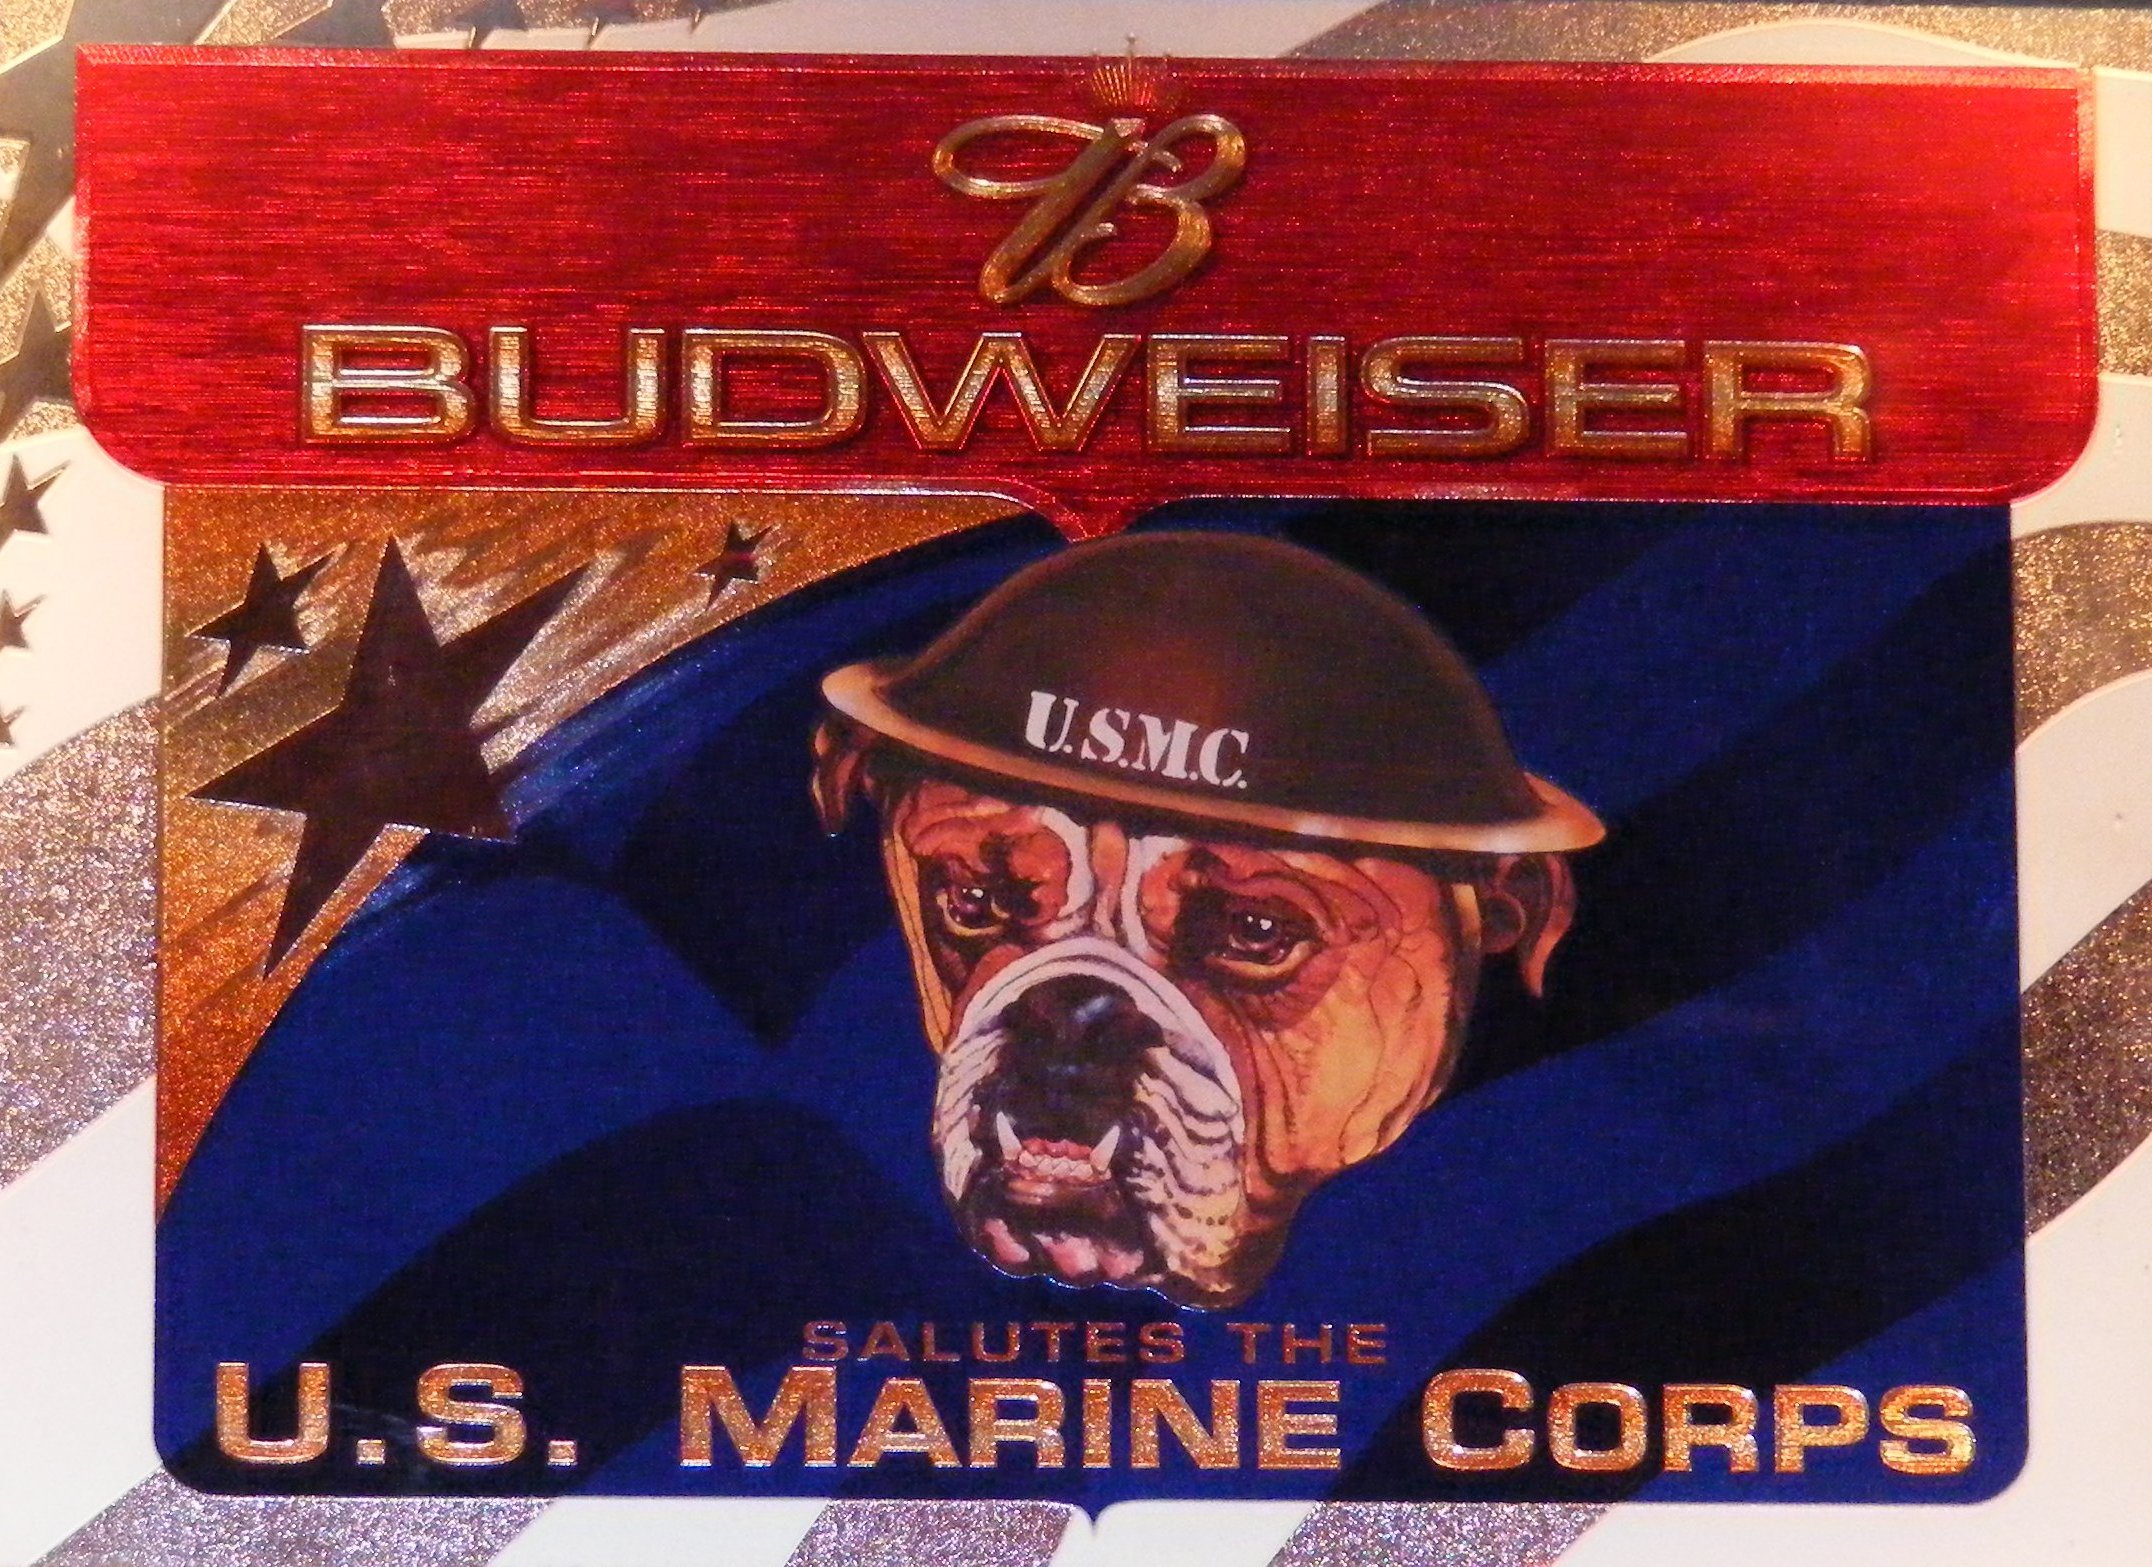 B
BUDWEISER
U.S.M.C.
SALUTES THE
U.S. MARINE CORPS